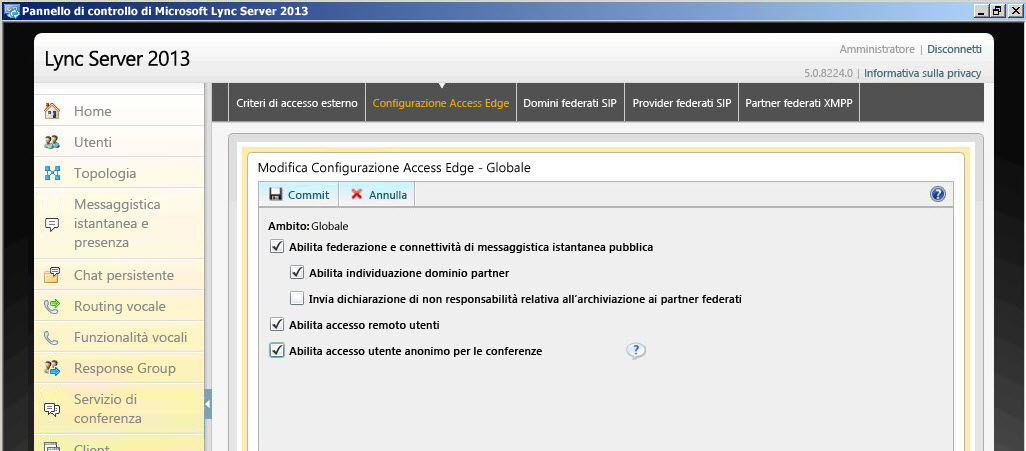 Pannello di controllo di Microsoft Lync Server 2013
Lync Server 2013
Amministratore | Disconnetti
5.0.8224.0 | Informativa sulla privacy
Home
Utenti
Topologia
Messaggistica
istantanea e
presenza
Chat persistente
Routing vocale
Funzionalità vocali
Response Group
Servizio di
conferenza
Client
Criteri di accesso esterno
Configurazione Access Edge
Domini federati SIP
Provider federati SIP
Partner federati XMPP
Modifica Configurazione Access Edge - Globale
Commit
Annulla
Ambito: Globale
Abilita federazione e connettività di messaggistica istantanea pubblica
Abilita individuazione dominio partner
Invia dichiarazione di non responsabilità relativa all'archiviazione ai partner federati
Abilita accesso remoto utenti
Abilita accesso utente anonimo per le conferenze